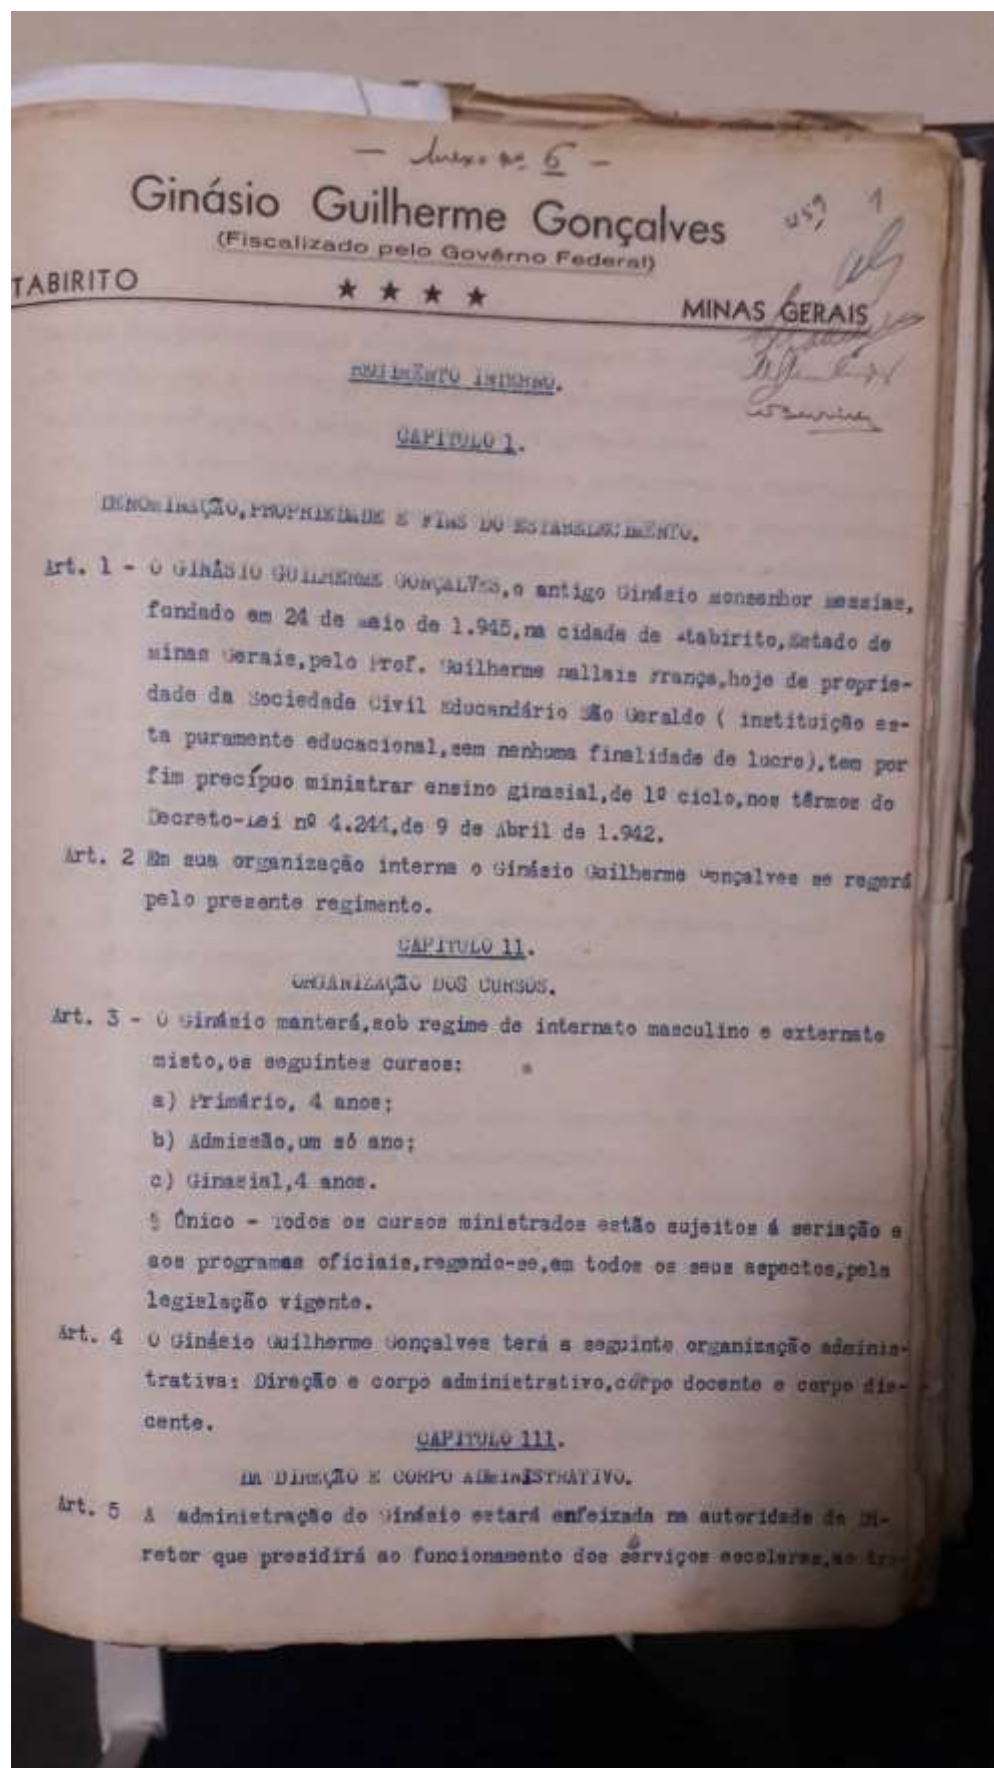 — Anexo nº 6 —
Ginásio Guilherme Gonçalves
(Fiscalizado pelo Govêrno Federal)
TABIRITO ★ ★ ★ ★ MINAS GERAIS
REGIMENTO INTERNO.
CAPITULO 1.
DENOMINAÇÃO,PROPRIEDADE E FINS DO ESTABELECIMENTO.
Art. 1 - O GINÁSIO GUILHERME GONÇALVES,o antigo Ginásio Monsenhor Messias,
fundado em 24 de Maio de 1.945,na cidade de Itabirito,Estado de
Minas Gerais,pelo Prof. Guilherme Hallais França,hoje de proprie-
dade da Sociedade Civil Educandário São Geraldo ( instituição es-
ta puramente educacional,sem nenhuma finalidade de lucro),tem por
fim precípuo ministrar ensino ginasial,de 1º ciclo,nos têrmos do
Decreto-Lei nº 4.244,de 9 de Abril de 1.942.
Art. 2 Em sua organização interna o Ginásio Guilherme Gonçalves se regerá
pelo presente regimento.
CAPITULO 11.
ORGANIZAÇÃO DOS CURSOS.
Art. 3 - O Ginásio manterá,sob regime de internato masculino e externato
misto,os seguintes cursos:
a) Primário, 4 anos;
b) Admissão,um só ano;
c) Ginasial,4 anos.
§ Único - Todos os cursos ministrados estão sujeitos á seriação e
aos programas oficiais,regendo-se,em todos os seus aspectos,pela
legislação vigente.
Art. 4 O Ginásio Guilherme Gonçalves terá a seguinte organização adminis-
trativa: Direção e corpo administrativo,corpo docente e corpo dis-
cente.
CAPITULO 111.
DA DIREÇÃO E CORPO ADMINISTRATIVO.
Art. 5 A administração do Ginásio estará enfeixada na autoridade do Di-
retor que presidirá ao funcionamento dos serviços escolares,ao tra-